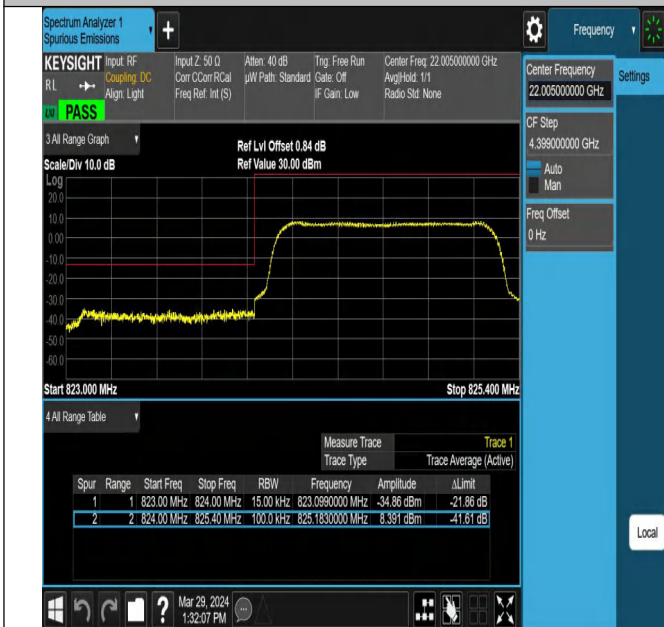 Spectrum Analyzer 1
Spurious Emissions
Frequency
KEYSIGHT Input: RF Input Z: 50 Ω Atten: 40 dB Trig: Free Run Center Freq: 22.005000000 GHz
RL Coupling: DC Corr CCorr RCal µW Path: Standard Gate: Off Avg|Hold: 1/1
Align: Light Freq Ref: Int (S) IF Gain: Low Radio Std: None
PASS
Center Frequency
22.005000000 GHz
Settings
CF Step
4.399000000 GHz
Auto
Man
Freq Offset
0 Hz
3 All Range Graph
Ref Lvl Offset 0.84 dB
Scale/Div 10.0 dB Ref Value 30.00 dBm
Log
20.0
10.0
0.00
-10.0
-20.0
-30.0
-40.0
-50.0
-60.0
Start 823.000 MHz Stop 825.400 MHz
4 All Range Table
Measure Trace Trace 1
Trace Type Trace Average (Active)
Spur Range Start Freq Stop Freq RBW Frequency Amplitude ΔLimit
1 1 823.00 MHz 824.00 MHz 15.00 kHz 823.0990000 MHz -34.86 dBm -21.86 dB
2 2 824.00 MHz 825.40 MHz 100.0 kHz 825.1830000 MHz 8.391 dBm -41.61 dB
Local
Mar 29, 2024
1:32:07 PM